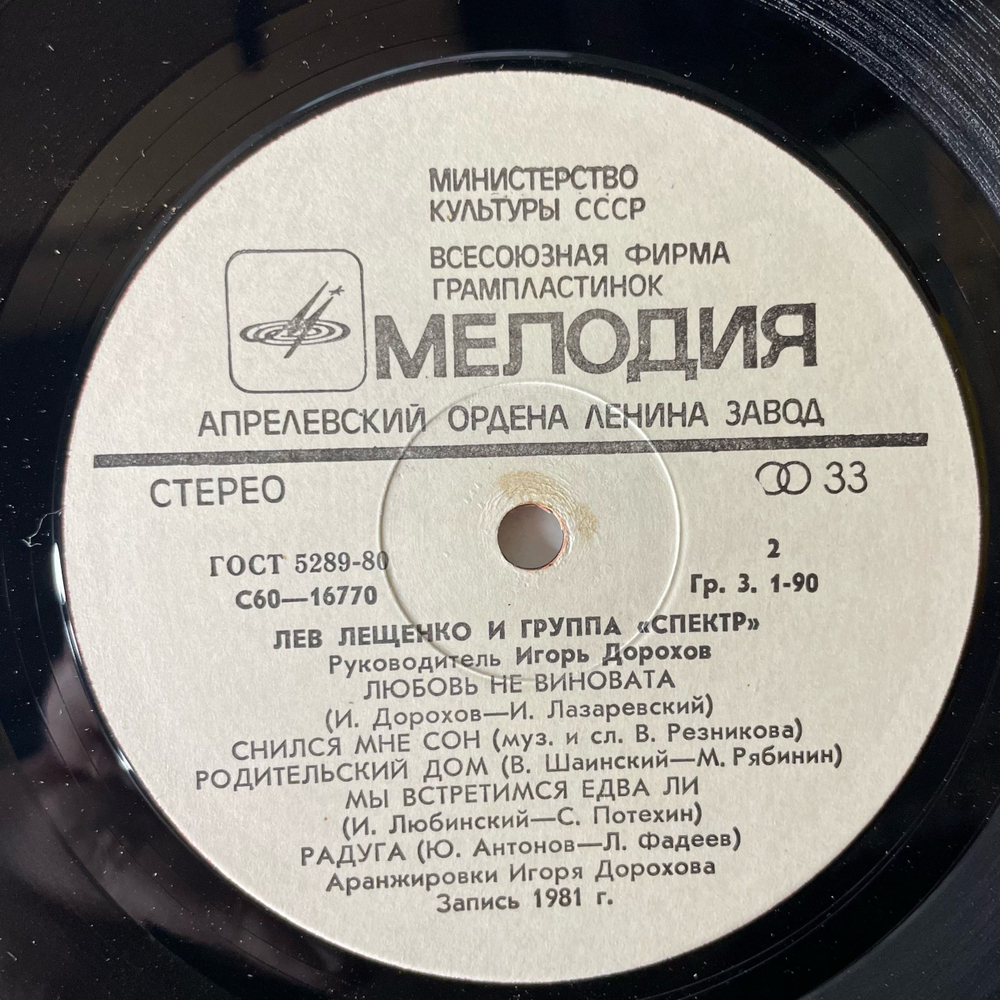 МИНИСТЕРСТВО
КУЛЬТУРЫ СССР
ВСЕСОЮЗНАЯ ФИРМА
ГРАМПЛАСТИНОК
МЕЛОДИЯ
АПРЕЛЕВСКИЙ ОРДЕНА ЛЕНИНА ЗАВОД
СТЕРЕО 33
ГОСТ 5289-80 2
С60—16770 Гр. 3. 1-90
ЛЕВ ЛЕЩЕНКО И ГРУППА «СПЕКТР»
Руководитель Игорь Дорохов
ЛЮБОВЬ НЕ ВИНОВАТА
(И. Дорохов—И. Лазаревский)
СНИЛСЯ МНЕ СОН (муз. и сл. В. Резникова)
РОДИТЕЛЬСКИЙ ДОМ (В. Шаинский—М. Рябинин)
МЫ ВСТРЕТИМСЯ ЕДВА ЛИ
(И. Любинский—С. Потехин)
РАДУГА (Ю. Антонов—Л. Фадеев)
Аранжировки Игоря Дорохова
Запись 1981 г.